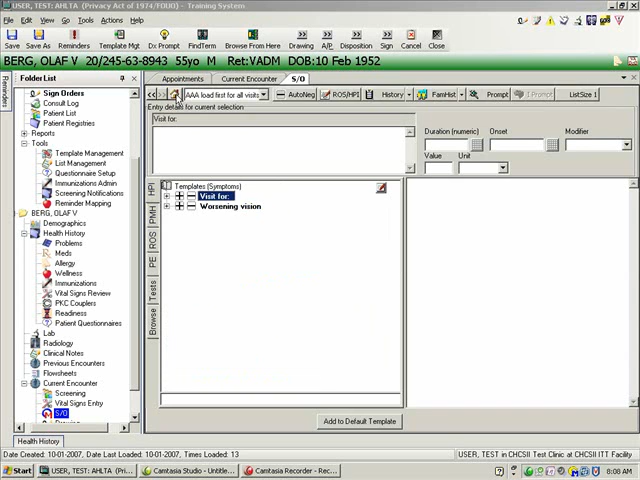 USER, TEST: AHLTA (Privacy Act of 1974/FOUO) - Training System
File Edit View Go Tools Actions Help
Save Save As Reminders Template Mgt Dx Prompt FindTerm Browse From Here Drawing A/P Disposition Sign Cancel Close
BERG, OLAF V 20/245-63-8943 55yo M Ret:VADM DOB:10 Feb 1952
Reminders
Folder List
Appointments Current Encounter S/O
Sign Orders
Consult Log
Patient List
Patient Registries
Reports
Tools
Template Management
List Management
Questionnaire Setup
Immunizations Admin
Screening Notifications
Reminder Mapping
BERG, OLAF V
Demographics
Health History
Problems
Meds
Allergy
Wellness
Immunizations
Vital Signs Review
PKC Couplers
Readiness
Patient Questionnaires
Lab
Radiology
Clinical Notes
Previous Encounters
Flowsheets
Current Encounter
Screening
Vital Signs Entry
S/O
AAA load first for all visits AutoNeg ROS/HPI History FamHist Prompt 1 Prompt ListSize 1
Entry details for current selection
Visit for:
Duration (numeric) Onset Modifier
Value Unit
HPI
PMH
ROS
PE
Tests
Browse
Templates (Symptoms)
Visit for:
Worsening vision
Add to Default Template
Health History
Date Created: 10-01-2007, Date Last Loaded: 10-01-2007, Times Loaded: 13
USER, TEST in CHCSII Test Clinic at CHCSII ITT Facility
Start USER, TEST: AHLTA (Pri... Camtasia Studio - Untitle... Camtasia Recorder - Rec... 8:08 AM